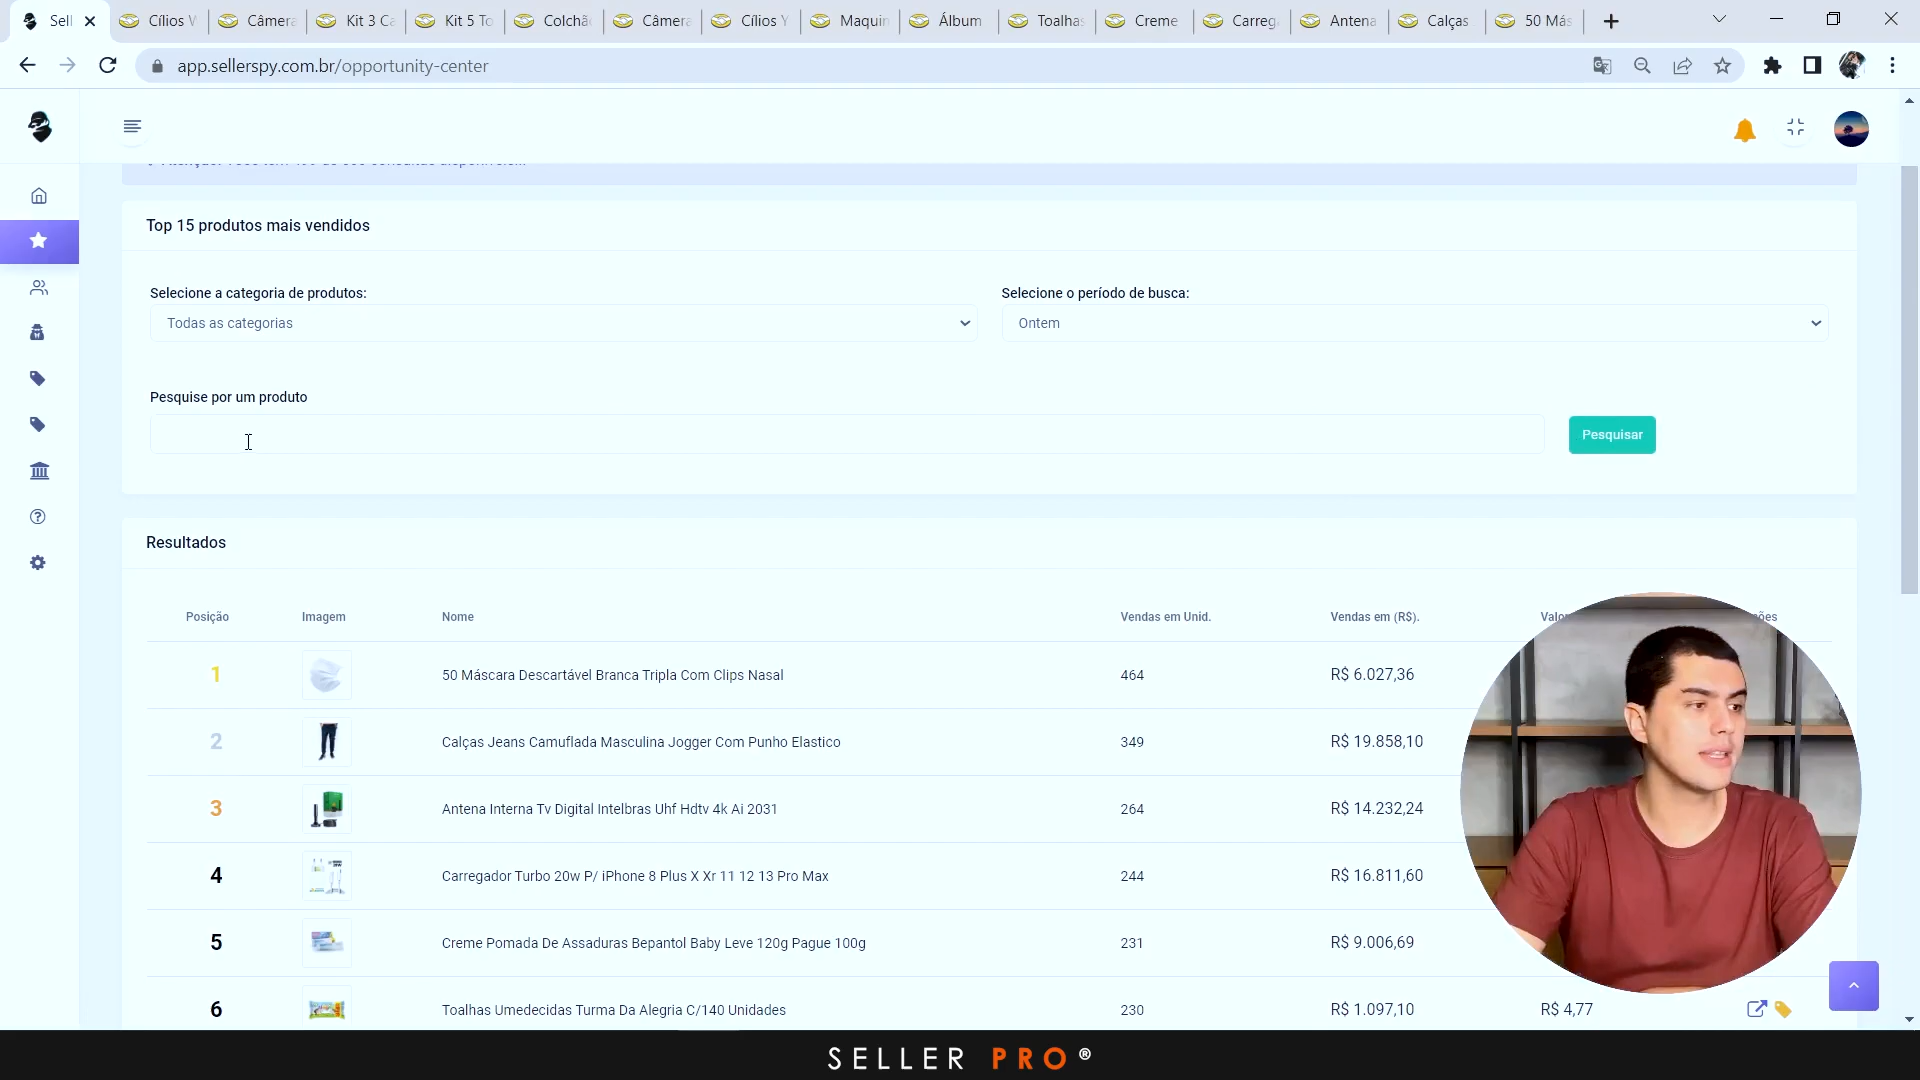 Sell
Cílios V
Câmera
Kit 3 Ca
Kit 5 To
Colchã
Câmera
Cílios Y
Maquin
Álbum
Toalhas
Creme
Carreg
Antena
Calças
50 Más
app.sellerspy.com.br/opportunity-center
Top 15 produtos mais vendidos
Selecione a categoria de produtos:
Selecione o período de busca:
Todas as categorias
Ontem
Pesquise por um produto
Pesquisar
Resultados
Posição Imagem Nome Vendas em Unid. Vendas em (R$). Valor
1 50 Máscara Descartável Branca Tripla Com Clips Nasal 464 R$ 6.027,36
2 Calças Jeans Camuflada Masculina Jogger Com Punho Elastico 349 R$ 19.858,10
3 Antena Interna Tv Digital Intelbras Uhf Hdtv 4k Ai 2031 264 R$ 14.232,24
4 Carregador Turbo 20w P/ iPhone 8 Plus X Xr 11 12 13 Pro Max 244 R$ 16.811,60
5 Creme Pomada De Assaduras Bepantol Baby Leve 120g Pague 100g 231 R$ 9.006,69
6 Toalhas Umedecidas Turma Da Alegria C/140 Unidades 230 R$ 1.097,10 R$ 4,77
SELLER PRO ®